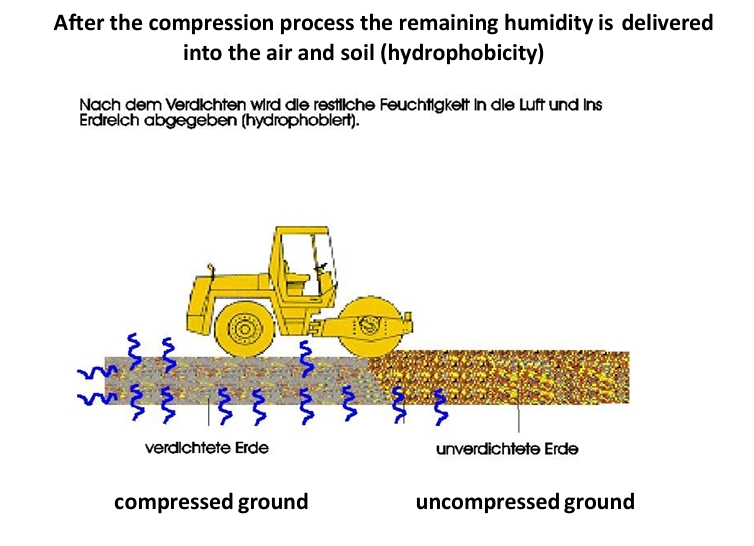 After the compression process the remaining humidity is delivered
into the air and soil (hydrophobicity)
Nach dem Verdichten wird die restliche Feuchtigkeit in die Luft und ins
Erdreich abgegeben (hydrophobiert).
verdichtete Erde
unverdichtete Erde
compressed ground
uncompressed ground